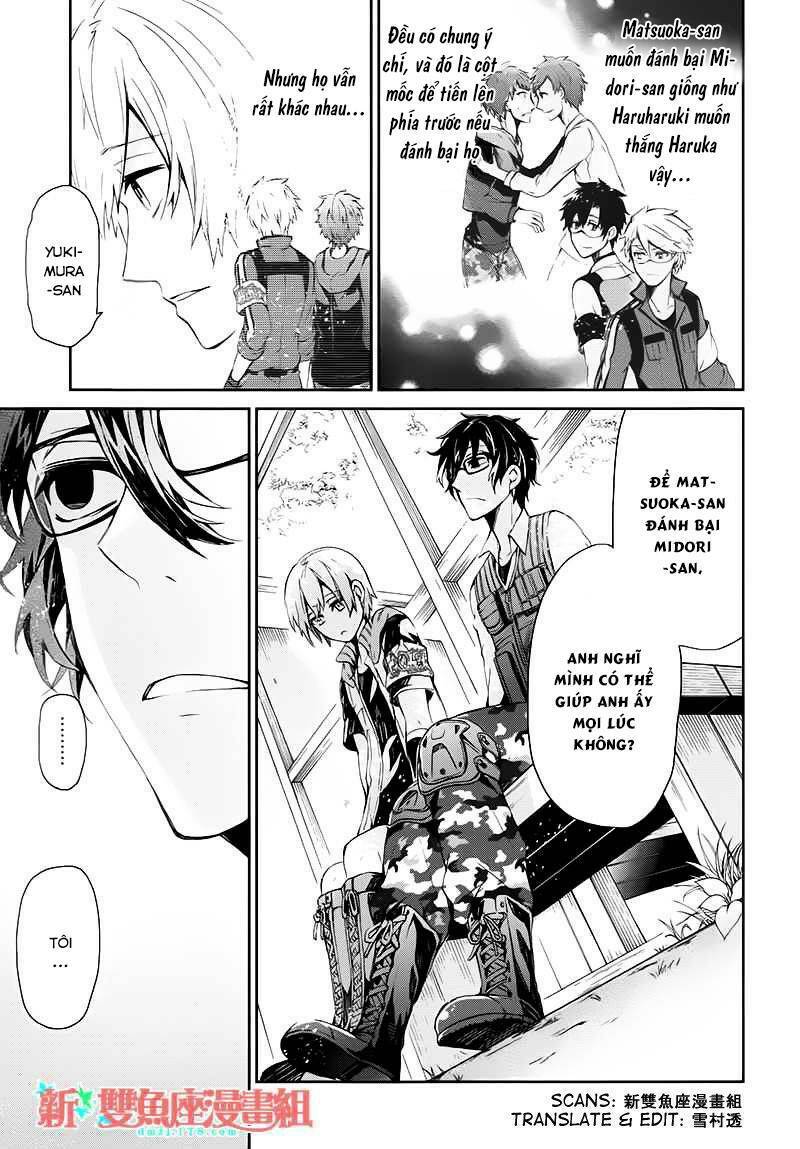 Matsuoka-san
muốn đánh bại Mi-
dori-san giống như
Haruharuki muốn
thắng Haruka
vậy...
Đều có chung ý
chí, và đó là cột
mốc để tiến lên
phía trước nếu
đánh bại họ
Nhưng họ vẫn
rất khác nhau...
YUKI-
MURA
-SAN
ĐỂ MAT-
SUOKA-SAN
ĐÁNH BẠI
MIDORI
-SAN,
ANH NGHĨ
MÌNH CÓ THỂ
GIÚP ANH ẤY
MỌI LÚC
KHÔNG?
.........
TÔI
...
新雙魚座漫畫組
dmzj.178.com
SCANS: 新雙魚座漫畫組
TRANSLATE & EDIT: 雪村透